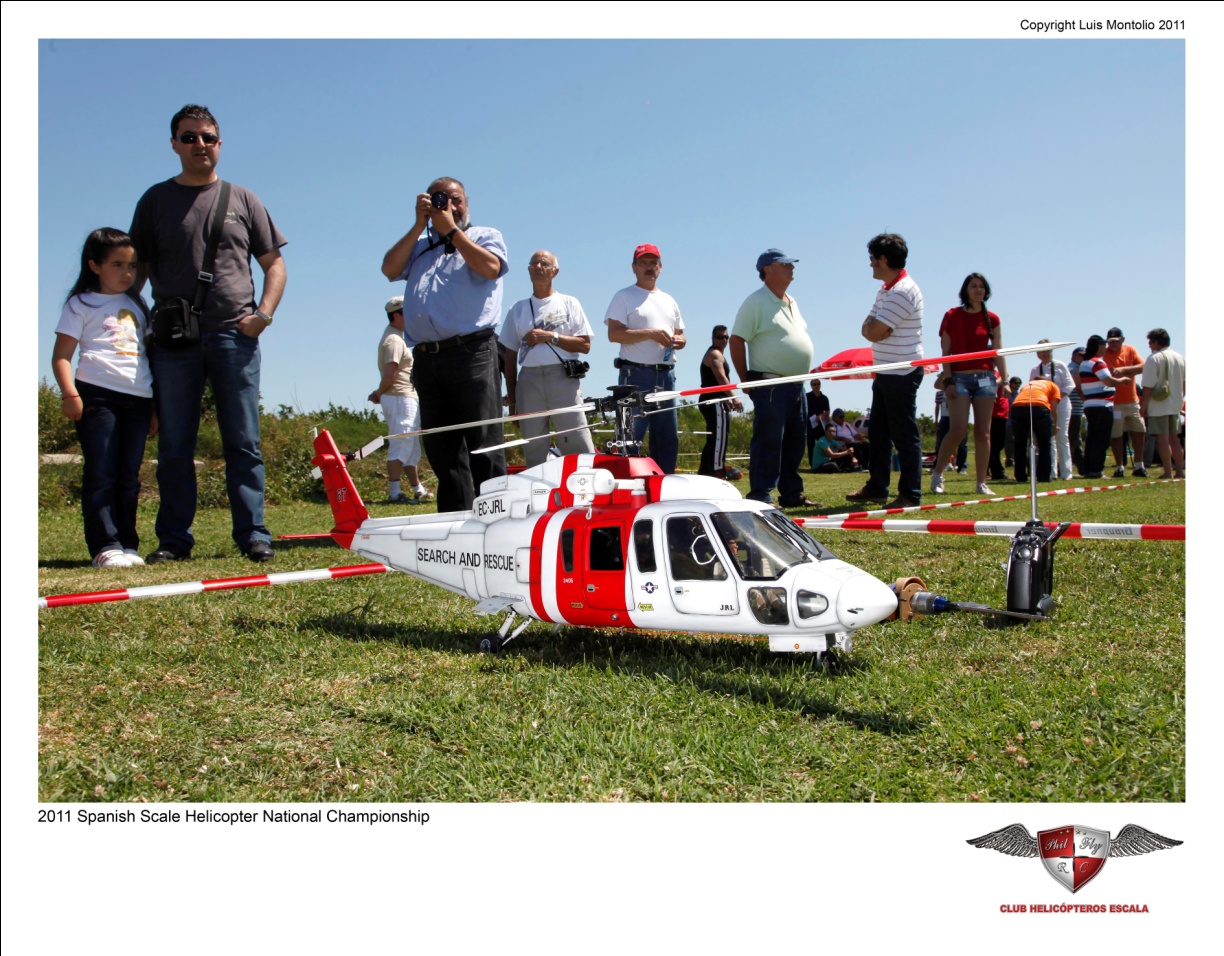 Copyright Luis Montolio 2011
EC-JRL
SEARCH AND RESCUE
JRL
2011 Spanish Scale Helicopter National Championship
Phil Fly
R C
CLUB HELICÓPTEROS ESCALA